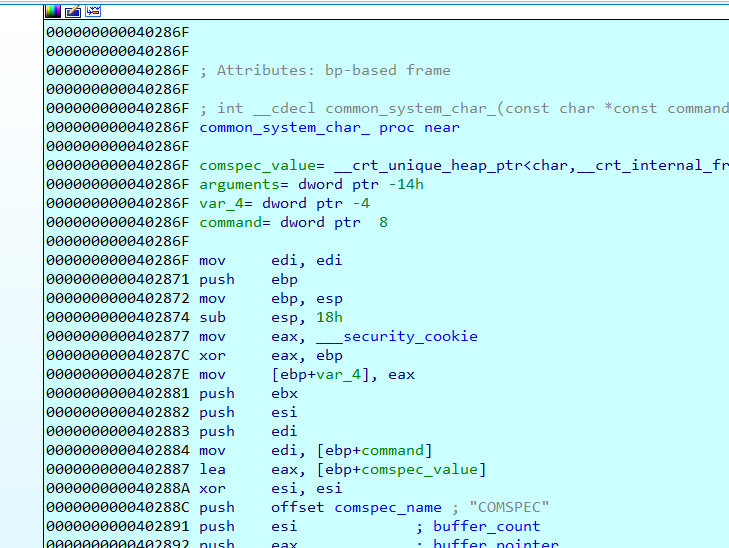 000000000040286F
000000000040286F
000000000040286F ; Attributes: bp-based frame
000000000040286F
000000000040286F ; int __cdecl common_system_char_(const char *const command
000000000040286F common_system_char_ proc near
000000000040286F
000000000040286F comspec_value= __crt_unique_heap_ptr<char,__crt_internal_fr
000000000040286F arguments= dword ptr -14h
000000000040286F var_4= dword ptr -4
000000000040286F command= dword ptr  8
000000000040286F
000000000040286F mov     edi, edi
0000000000402871 push    ebp
0000000000402872 mov     ebp, esp
0000000000402874 sub     esp, 18h
0000000000402877 mov     eax, ___security_cookie
000000000040287C xor     eax, ebp
000000000040287E mov     [ebp+var_4], eax
0000000000402881 push    ebx
0000000000402882 push    esi
0000000000402883 push    edi
0000000000402884 mov     edi, [ebp+command]
0000000000402887 lea     eax, [ebp+comspec_value]
000000000040288A xor     esi, esi
000000000040288C push    offset comspec_name ; "COMSPEC"
0000000000402891 push    esi             ; buffer_count
0000000000402892 push    eax             ; buffer_pointer